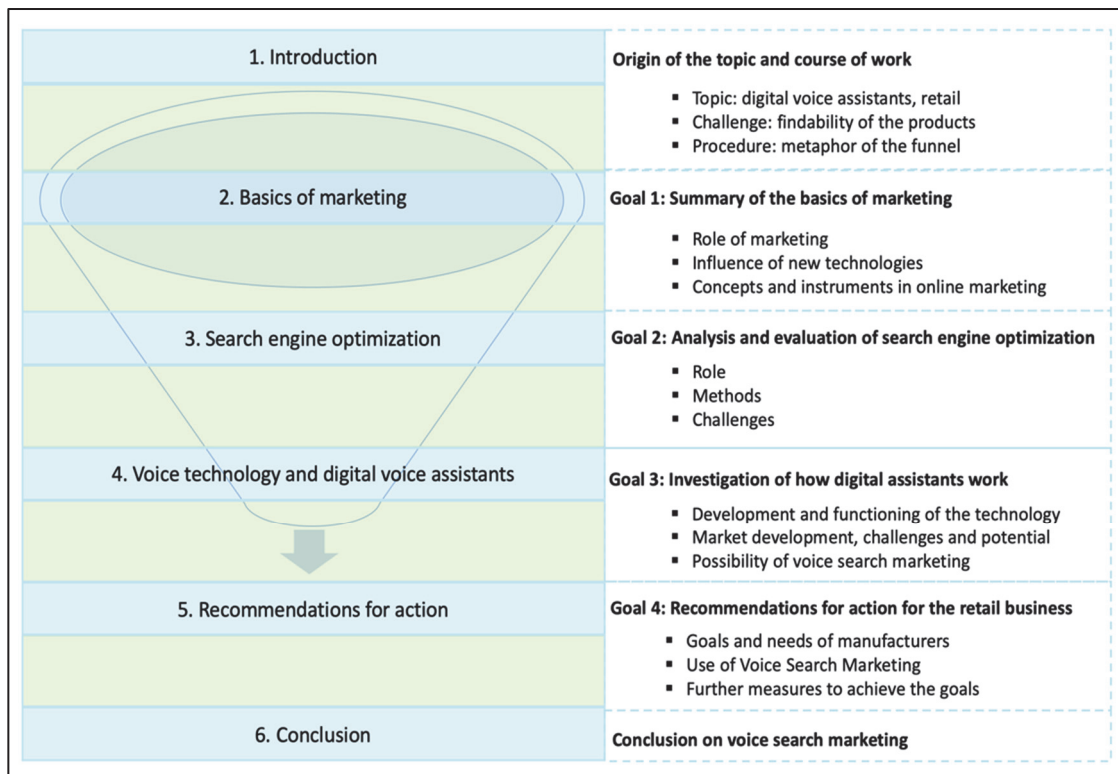 1. Introduction
Origin of the topic and course of work
▪ Topic: digital voice assistants, retail
▪ Challenge: findability of the products
▪ Procedure: metaphor of the funnel
2. Basics of marketing
Goal 1: Summary of the basics of marketing
▪ Role of marketing
▪ Influence of new technologies
▪ Concepts and instruments in online marketing
3. Search engine optimization
Goal 2: Analysis and evaluation of search engine optimization
▪ Role
▪ Methods
▪ Challenges
4. Voice technology and digital voice assistants
Goal 3: Investigation of how digital assistants work
▪ Development and functioning of the technology
▪ Market development, challenges and potential
▪ Possibility of voice search marketing
5. Recommendations for action
Goal 4: Recommendations for action for the retail business
▪ Goals and needs of manufacturers
▪ Use of Voice Search Marketing
▪ Further measures to achieve the goals
6. Conclusion
Conclusion on voice search marketing